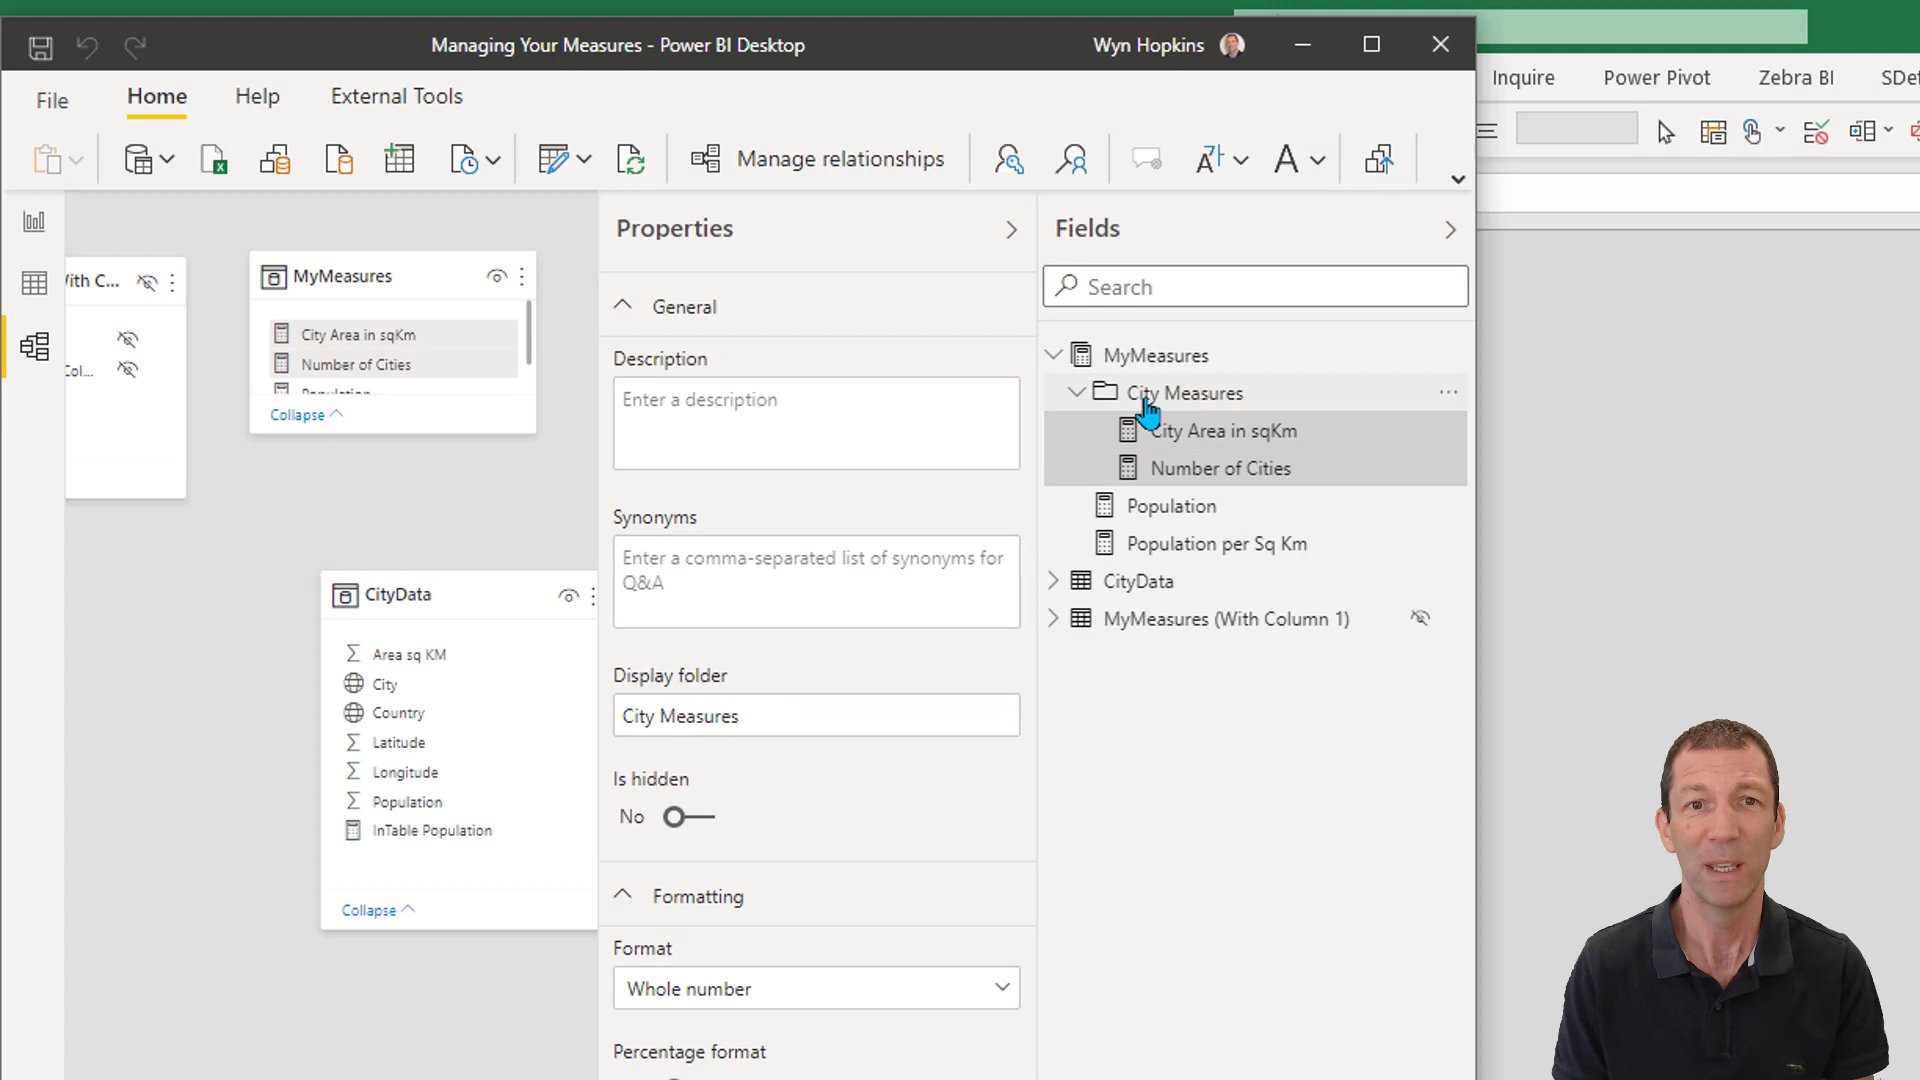 Managing Your Measures - Power BI Desktop
Wyn Hopkins
File
Home
Help
External Tools
Inquire
Power Pivot
Zebra BI
Manage relationships
Properties
Fields
Search
MyMeasures
City Area in sqKm
Number of Cities
Collapse
General
Description
Enter a description
Synonyms
Enter a comma-separated list of synonyms for
Q&A
Display folder
City Measures
Is hidden
No
Formatting
Format
Whole number
Percentage format
CityData
Area sq KM
City
Country
Latitude
Longitude
Population
InTable Population
Collapse
MyMeasures
City Measures
City Area in sqKm
Number of Cities
Population
Population per Sq Km
CityData
MyMeasures (With Column 1)